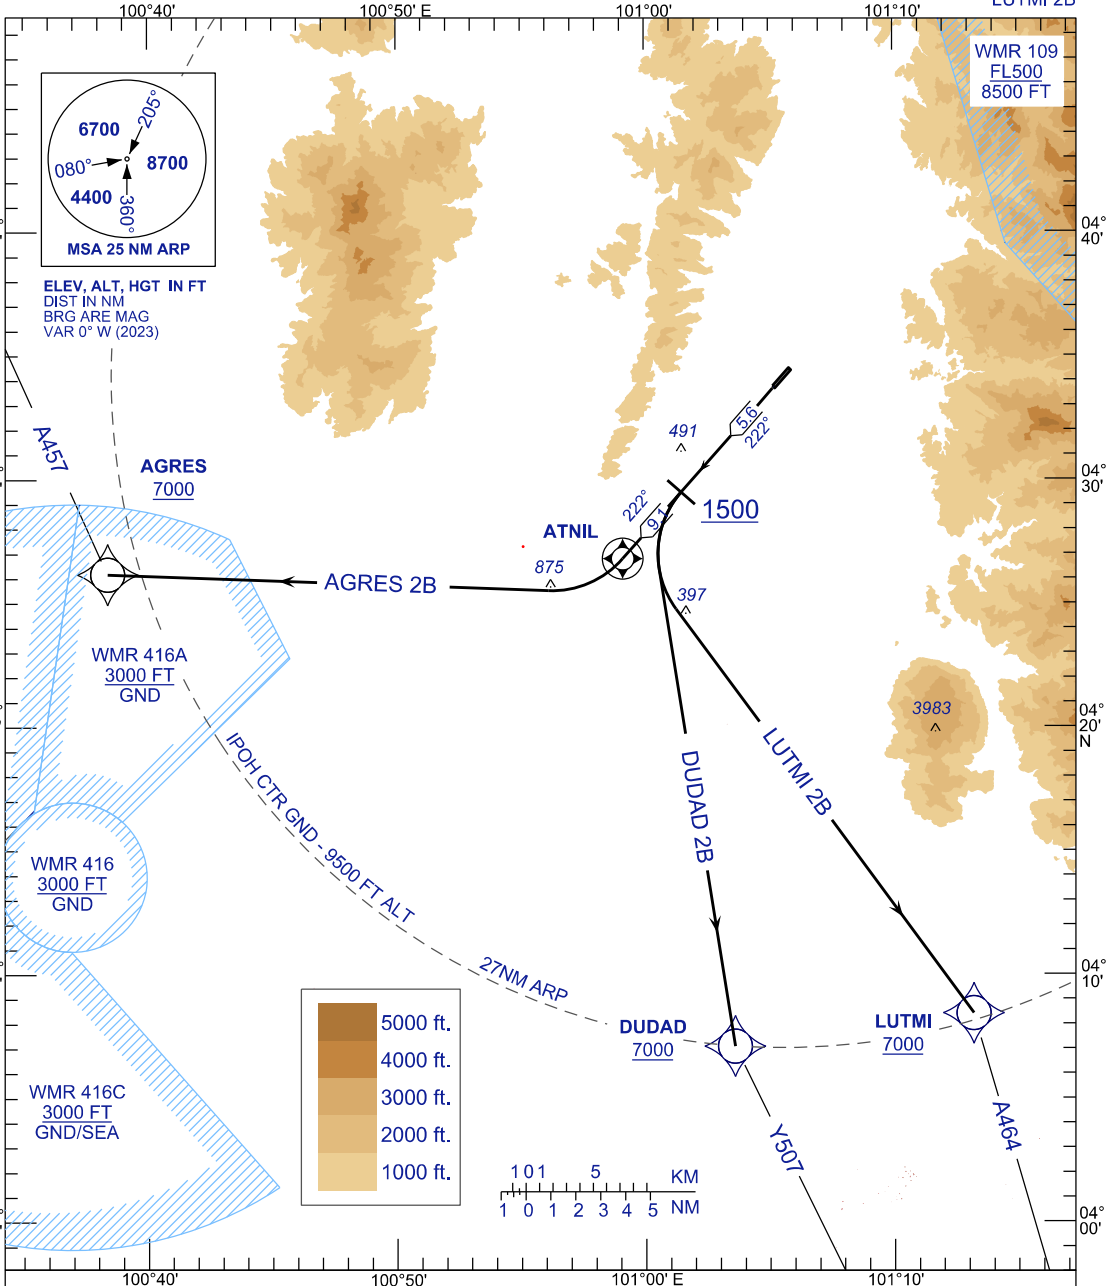 LUTMI 2B
100°40'
100°50' E
101°00'
101°10'
WMR 109
FL500
8500 FT
205°
6700
8700
080°
4400
360°
MSA 25 NM ARP
04°
40'
ELEV, ALT, HGT IN FT
DIST IN NM
BRG ARE MAG
VAR 0° W (2023)
A457
5.6
222°
491
AGRES
7000
04°
30'
222°
9.1
1500
ATNIL
875
AGRES 2B
397
WMR 416A
3000 FT
GND
3983
04°
20'
N
IPOH CTR GND - 9500 FT ALT
DUDAD 2B
LUTMI 2B
WMR 416
3000 FT
GND
27NM ARP
04°
10'
5000 ft.
4000 ft.
3000 ft.
2000 ft.
1000 ft.
DUDAD
7000
LUTMI
7000
WMR 416C
3000 FT
GND/SEA
Y507
A464
1 0 1 5 KM
1 0 1 2 3 4 5 NM
04°
00'
100°40'
100°50'
101°00' E
101°10'